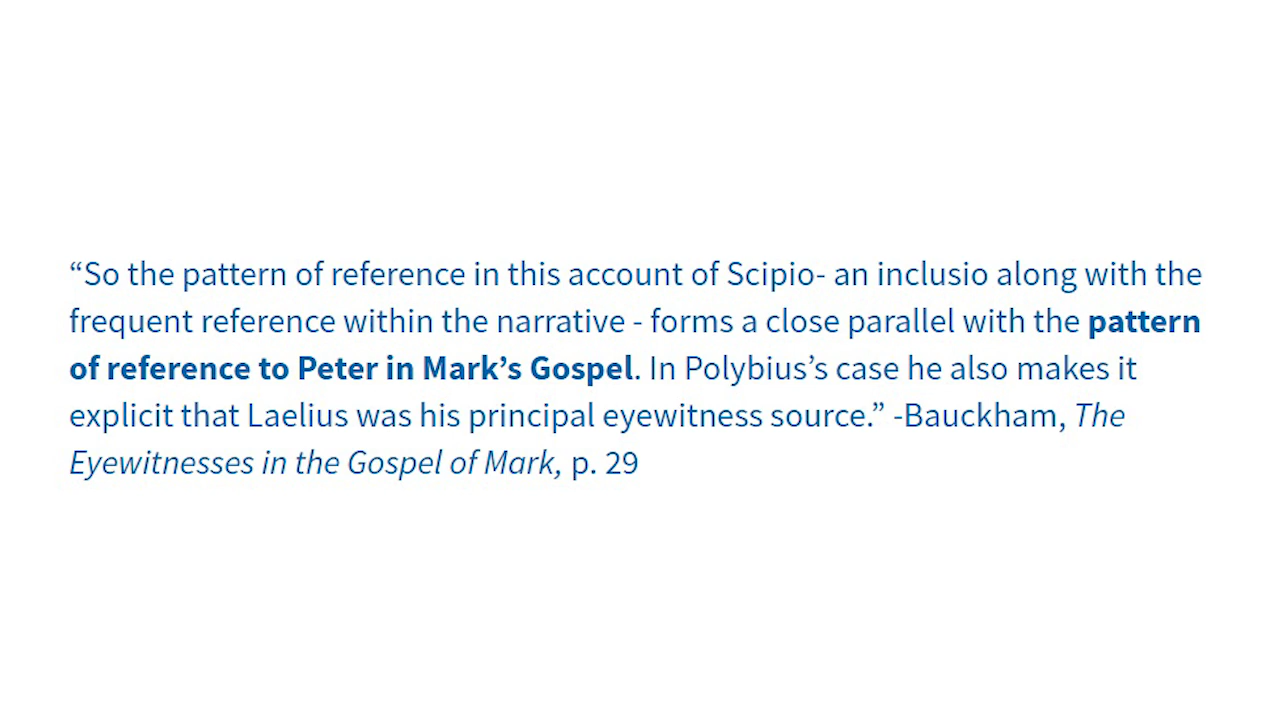 “So the pattern of reference in this account of Scipio- an inclusio along with the
frequent reference within the narrative - forms a close parallel with the pattern
of reference to Peter in Mark’s Gospel. In Polybius’s case he also makes it
explicit that Laelius was his principal eyewitness source.” -Bauckham, The
Eyewitnesses in the Gospel of Mark, p. 29